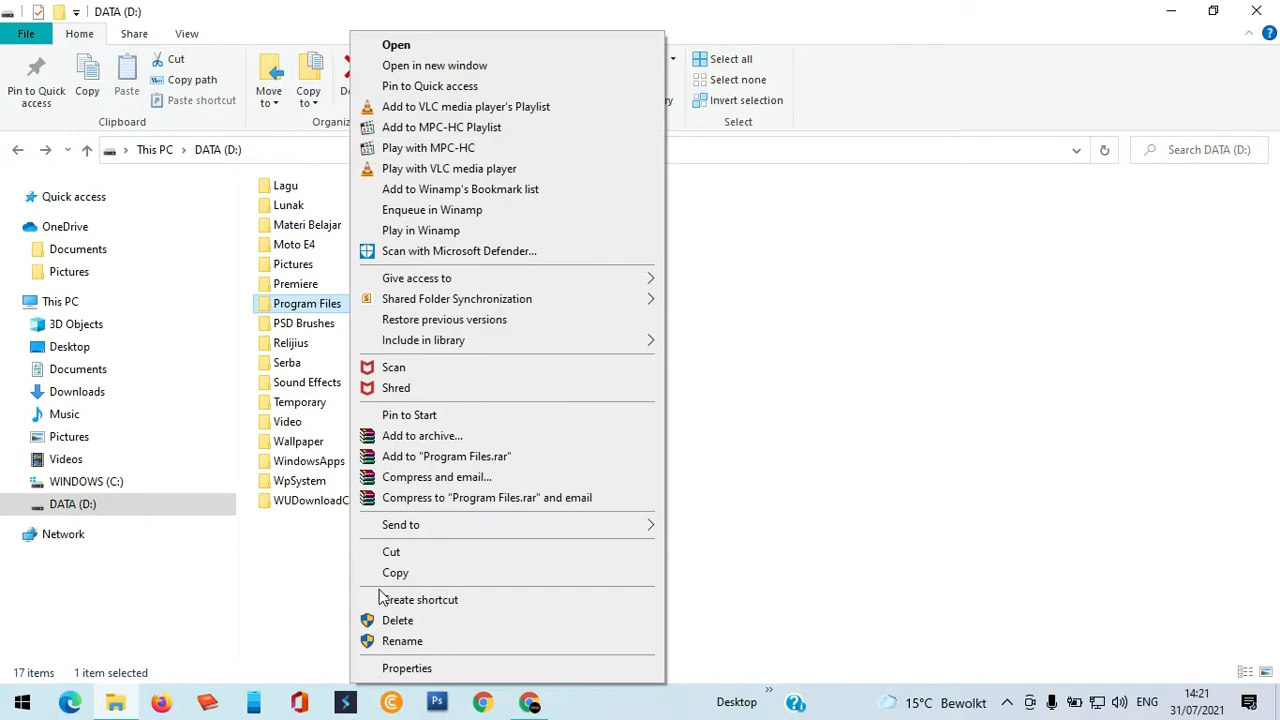 DATA (D:)
File Home Share View
Pin to Quick access
Copy
Paste
Cut
Copy path
Paste shortcut
Clipboard
Move to
Copy to
Organiz
Select all
Select none
Invert selection
Select
This PC > DATA (D:)
Search DATA (D:)
Quick access
OneDrive
Documents
Pictures
This PC
3D Objects
Desktop
Documents
Downloads
Music
Pictures
Videos
WINDOWS (C:)
DATA (D:)
Network
Lagu
Lunak
Materi Belajar
Moto E4
Pictures
Premiere
Program Files
PSD Brushes
Relijius
Serba
Sound Effects
Temporary
Video
Wallpaper
WindowsApps
WpSystem
WUDownloadC
Open
Open in new window
Pin to Quick access
Add to VLC media player's Playlist
Add to MPC-HC Playlist
Play with MPC-HC
Play with VLC media player
Add to Winamp's Bookmark list
Enqueue in Winamp
Play in Winamp
Scan with Microsoft Defender...
Give access to
Shared Folder Synchronization
Restore previous versions
Include in library
Scan
Shred
Pin to Start
Add to archive...
Add to "Program Files.rar"
Compress and email...
Compress to "Program Files.rar" and email
Send to
Cut
Copy
Create shortcut
Delete
Rename
Properties
17 items 1 item selected
Ps
Desktop
15°C Bewolkt
ENG
14:21
31/07/2021